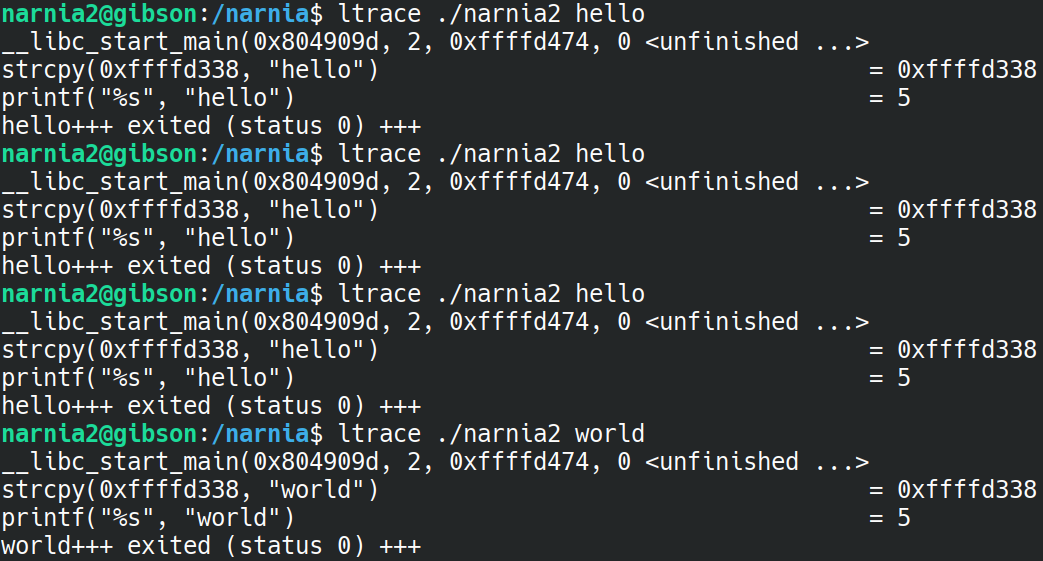 narnia2@gibson:/narnia$ ltrace ./narnia2 hello
__libc_start_main(0x804909d, 2, 0xffffd474, 0 <unfinished ...>
strcpy(0xffffd338, "hello") = 0xffffd338
printf("%s", "hello") = 5
hello+++ exited (status 0) +++
narnia2@gibson:/narnia$ ltrace ./narnia2 hello
__libc_start_main(0x804909d, 2, 0xffffd474, 0 <unfinished ...>
strcpy(0xffffd338, "hello") = 0xffffd338
printf("%s", "hello") = 5
hello+++ exited (status 0) +++
narnia2@gibson:/narnia$ ltrace ./narnia2 hello
__libc_start_main(0x804909d, 2, 0xffffd474, 0 <unfinished ...>
strcpy(0xffffd338, "hello") = 0xffffd338
printf("%s", "hello") = 5
hello+++ exited (status 0) +++
narnia2@gibson:/narnia$ ltrace ./narnia2 world
__libc_start_main(0x804909d, 2, 0xffffd474, 0 <unfinished ...>
strcpy(0xffffd338, "world") = 0xffffd338
printf("%s", "world") = 5
world+++ exited (status 0) +++